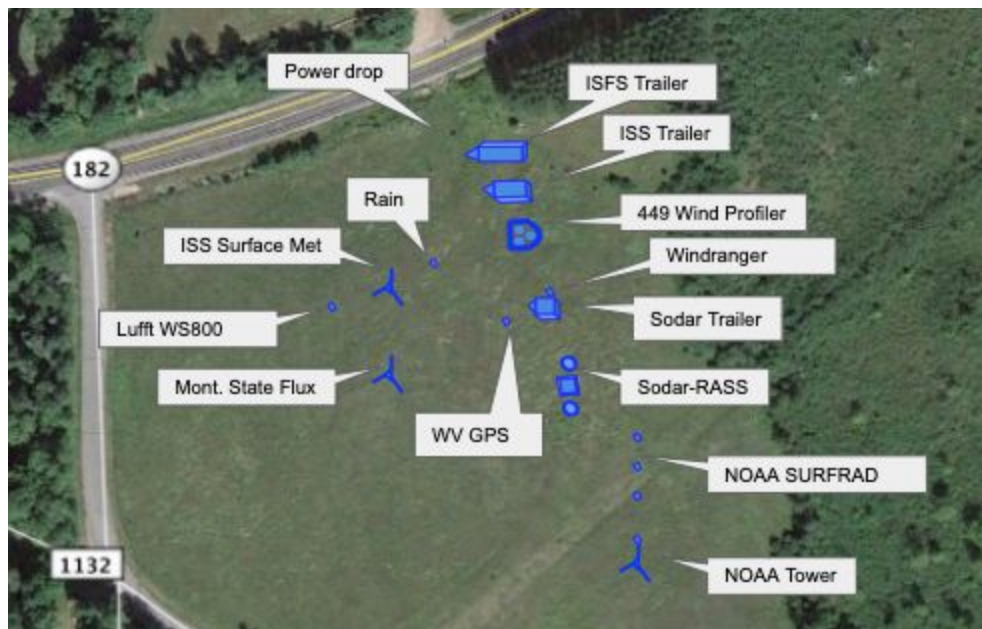 Power drop
ISFS Trailer
ISS Trailer
182
Rain
449 Wind Profiler
ISS Surface Met
Windranger
Lufft WS800
Sodar Trailer
Mont. State Flux
Sodar-RASS
WV GPS
NOAA SURFRAD
1132
NOAA Tower